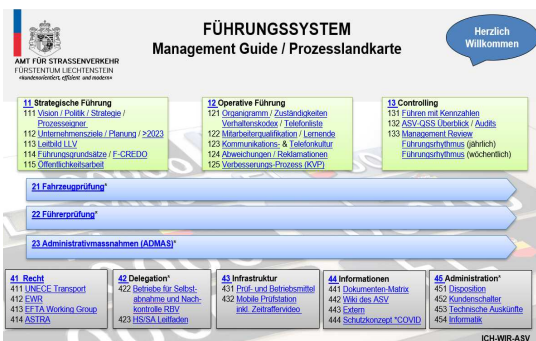 FÜHRUNGSSYSTEM
Management Guide / Prozesslandkarte
Herzlich
Willkommen
AMT FÜR STRASSENVERKEHR
FÜRSTENTUM LIECHTENSTEIN
«kundenorientiert, effizient und modern»
11 Strategische Führung
111 Vision / Politik / Strategie /
Prozesseigner
112 Unternehmensziele / Planung / >2023
113 Leitbild LLV
114 Führungsgrundsätze / F-CREDO
115 Öffentlichkeitsarbeit
12 Operative Führung
121 Organigramm / Zuständigkeiten
Verhaltenskodex / Telefonliste
122 Mitarbeiterqualifikation / Lernende
123 Kommunikations- & Telefonkultur
124 Abweichungen / Reklamationen
125 Verbesserungs-Prozess (KVP)
13 Controlling
131 Führen mit Kennzahlen
132 ASV-QSS Überblick / Audits
133 Management Review
Führungsrhythmus (jährlich)
Führungsrhythmus (wöchentlich)
21 Fahrzeugprüfung*
22 Führerprüfung*
23 Administrativmassnahmen (ADMAS)*
41 Recht
411 UNECE Transport
412 EWR
413 EFTA Working Group
414 ASTRA
42 Delegation*
422 Betriebe für Selbst-
abnahme und Nach-
kontrolle RBV
423 HS/SA Leitfaden
43 Infrastruktur
431 Prüf- und Betriebsmittel
432 Mobile Prüfstation
inkl. Zeitraffervideo
44 Informationen
441 Dokumenten-Matrix
442 Wiki des ASV
443 Extern
444 Schutzkonzept *COVID
45 Administration*
451 Disposition
452 Kundenschalter
453 Technische Auskünfte
454 Informatik
ICH-WIR-ASV